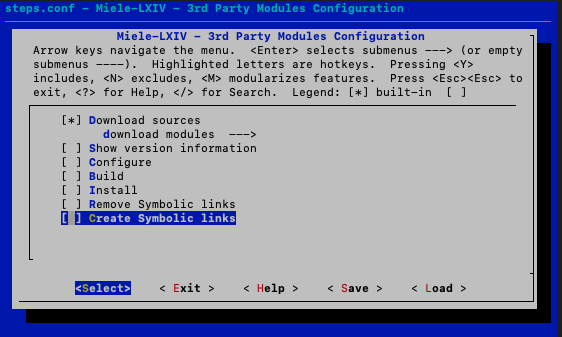 steps.conf - Miele-LXIV - 3rd Party Modules Configuration
Miele-LXIV - 3rd Party Modules Configuration
Arrow keys navigate the menu.  <Enter> selects submenus ---> (or empty
submenus ----).  Highlighted letters are hotkeys.  Pressing <Y>
includes, <N> excludes, <M> modularizes features.  Press <Esc><Esc> to
exit, <?> for Help, </> for Search.  Legend: [*] built-in  [ ]
[*] Download sources
download modules  --->
[ ] Show version information
[ ] Configure
[ ] Build
[ ] Install
[ ] Remove Symbolic links
[ ] Create Symbolic links
<Select>    < Exit >    < Help >    < Save >    < Load >